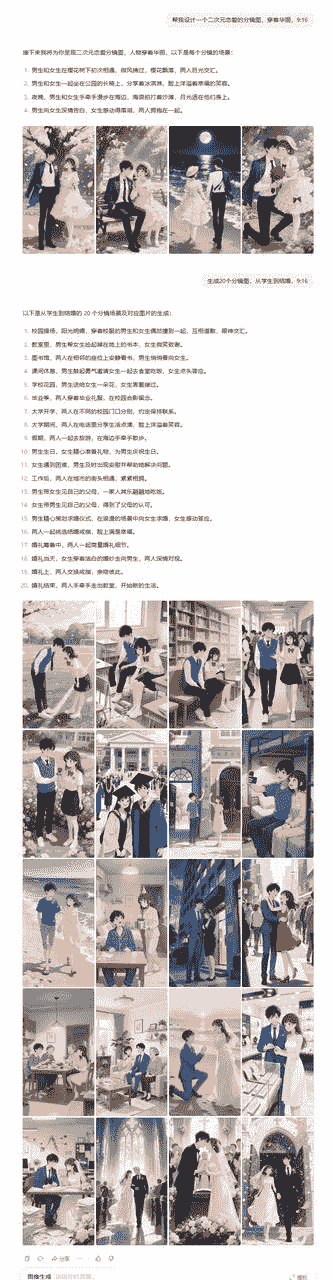 帮我设计一个二次元恋爱的分镜图，穿着华丽，9:16
接下来我将为你呈现二次元恋爱分镜图，人物穿着华丽，以下是每个分镜的场景：
1. 男生和女生在樱花树下初次相遇，微风拂过，樱花飘落，两人目光交汇。
2. 男生和女生一起坐在公园的长椅上，分享着冰淇淋，脸上洋溢着幸福的笑容。
3. 夜晚，男生和女生手牵手漫步在海边，海浪拍打着沙滩，月光洒在他们身上。
4. 男生向女生深情告白，女生感动得落泪，两人拥抱在一起。
生成20个分镜图，从学生到结婚，9:16
以下是从学生到结婚的 20 个分镜场景及对应图片的生成：
1. 校园操场，阳光明媚，穿着校服的男生和女生偶然撞到一起，互相道歉，眼神交汇。
2. 教室里，男生帮女生捡起掉在地上的书本，女生微笑致谢。
3. 图书馆，两人在相邻的座位上安静看书，男生悄悄看向女生。
4. 课间休息，男生鼓起勇气邀请女生一起去食堂吃饭，女生点头答应。
5. 学校花园，男生送给女生一朵花，女生害羞接过。
6. 毕业季，两人穿着毕业礼服，在校园合影留念。
7. 大学开学，两人在不同的校园门口分别，约定保持联系。
8. 大学期间，两人在电话里分享生活点滴，脸上洋溢着笑容。
9. 假期，两人一起去旅游，在海边手牵手散步。
10. 男生生日，女生精心准备礼物，为男生庆祝生日。
11. 女生遇到困难，男生及时出现安慰并帮助她解决问题。
12. 工作后，两人在城市的街头相遇，紧紧相拥。
13. 男生带女生见自己的父母，一家人其乐融融地吃饭。
14. 女生带男生见自己的父母，得到了父母的认可。
15. 男生精心策划求婚仪式，在浪漫的场景中向女生求婚，女生感动答应。
16. 两人一起挑选结婚戒指，脸上满是幸福。
17. 婚礼筹备中，两人一起商量婚礼细节。
18. 婚礼当天，女生穿着洁白的婚纱走向男生，两人深情对视。
19. 婚礼上，两人交换戒指，亲吻彼此。
20. 婚礼结束，两人手牵手走出教堂，开始新的生活。
分享
图像生成